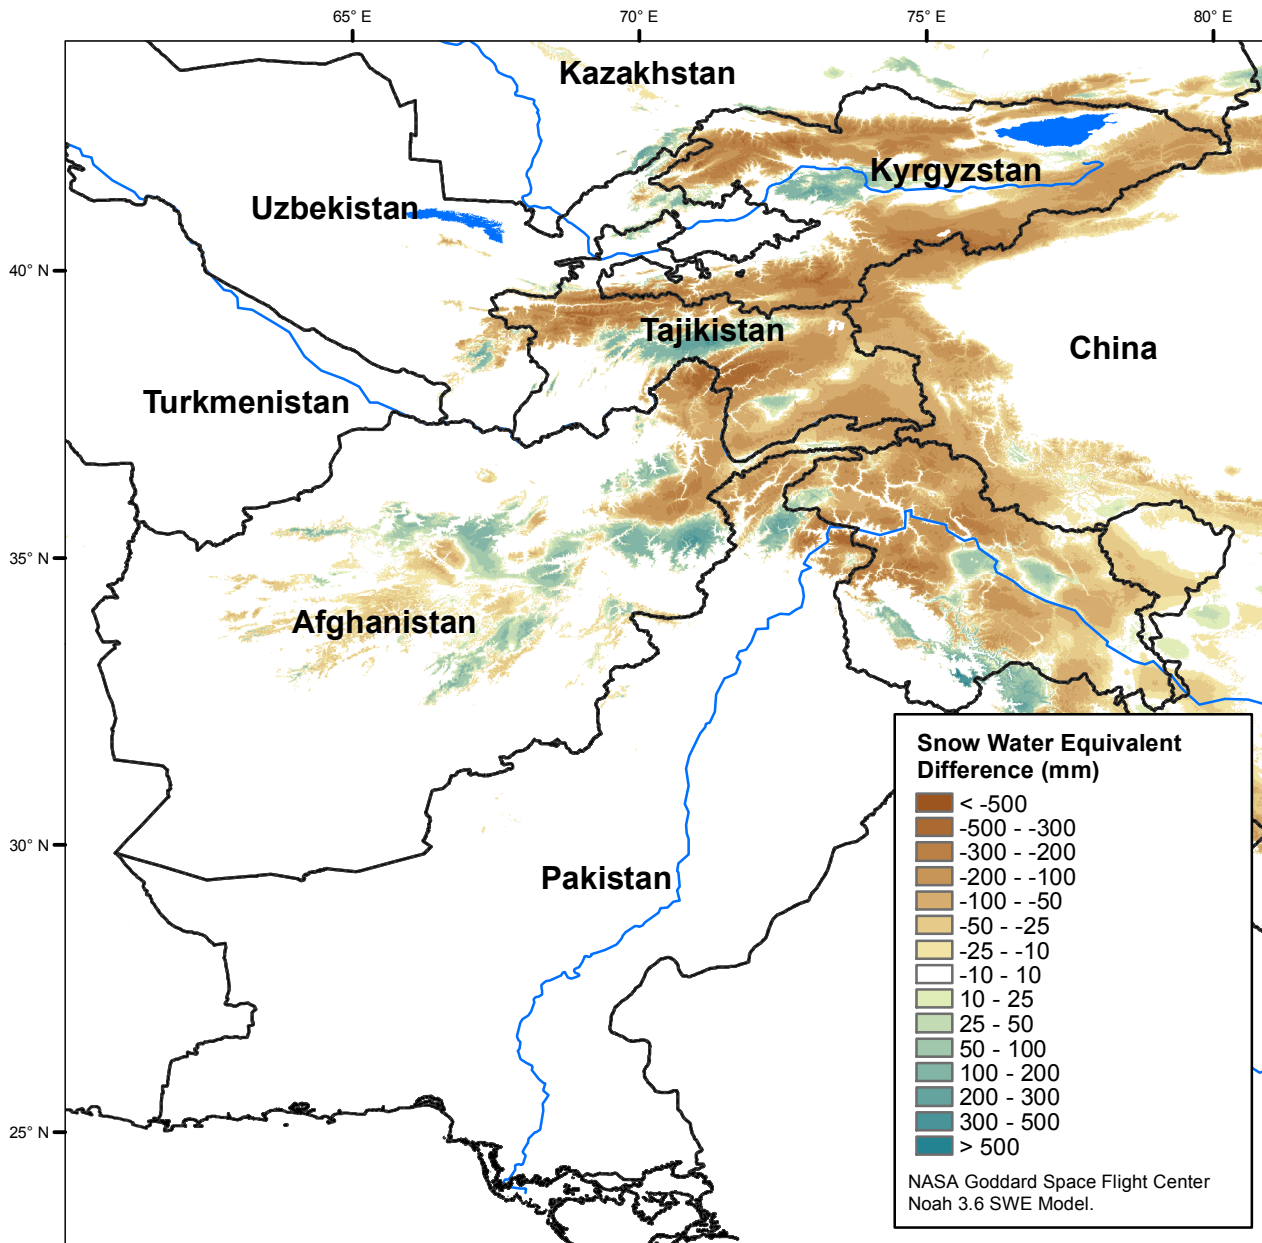 65° E
70° E
75° E
80° E
Kazakhstan
Kyrgyzstan
Uzbekistan
40° N
Tajikistan
China
Turkmenistan
35° N
Afghanistan
30° N
Pakistan
25° N
Snow Water Equivalent
Difference (mm)
< -500
-500 - -300
-300 - -200
-200 - -100
-100 - -50
-50 - -25
-25 - -10
-10 - 10
10 - 25
25 - 50
50 - 100
100 - 200
200 - 300
300 - 500
> 500
NASA Goddard Space Flight Center
Noah 3.6 SWE Model.